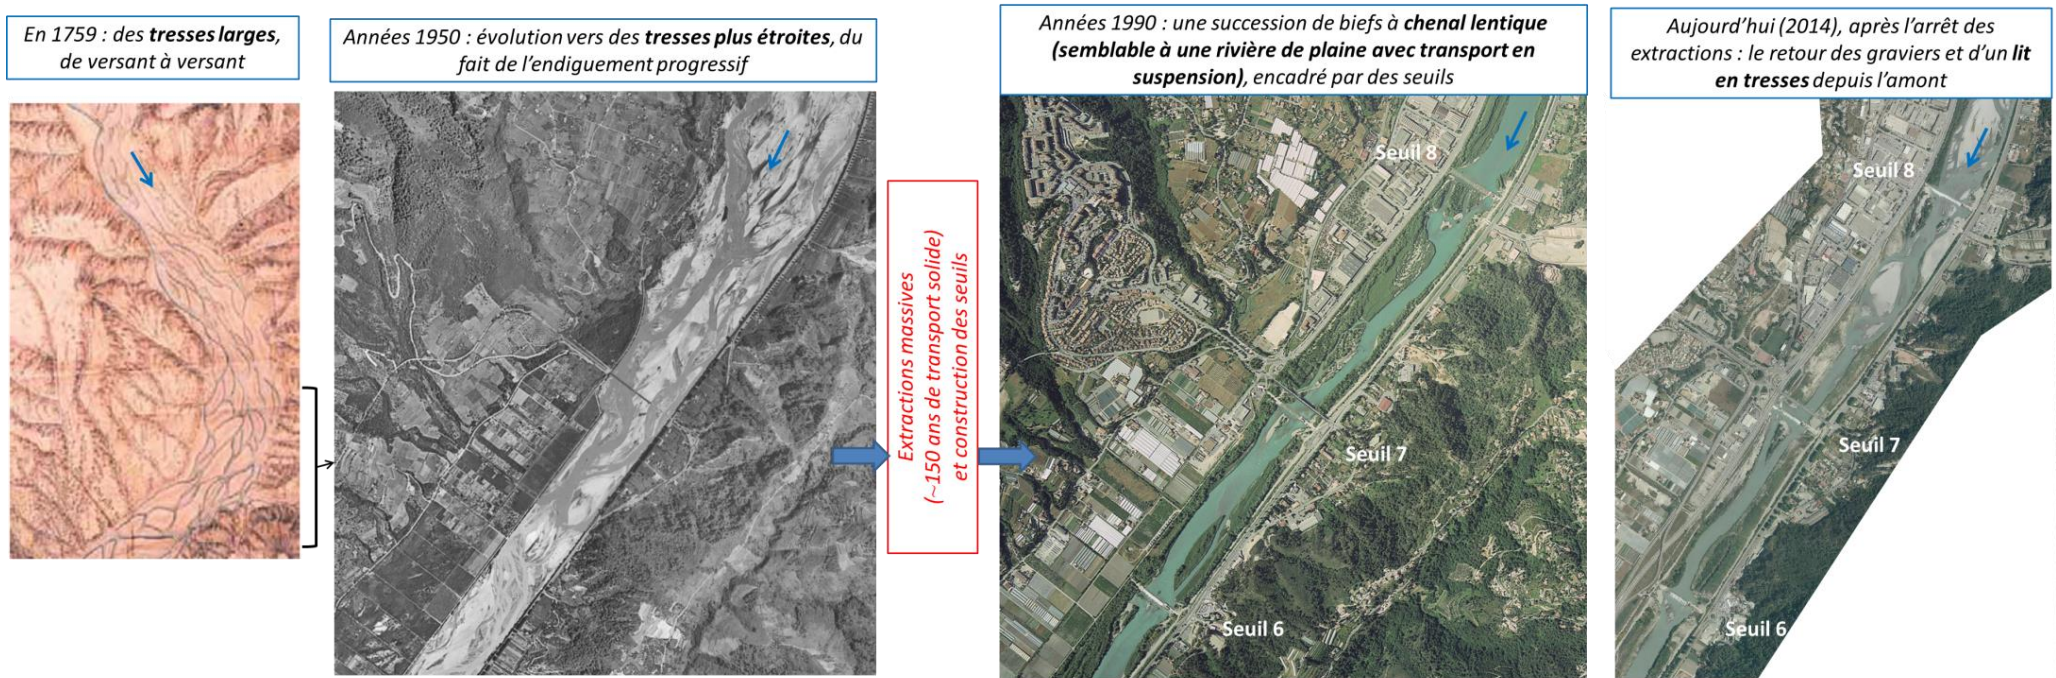 En 1759 : des tresses larges,
de versant à versant
Années 1950 : évolution vers des tresses plus étroites, du
fait de l'endiguement progressif
Extractions massives
(~150 ans de transport solide)
et construction des seuils
Années 1990 : une succession de biefs à chenal lentique
(semblable à une rivière de plaine avec transport en
suspension), encadré par des seuils
Seuil 8
Seuil 7
Seuil 6
Aujourd'hui (2014), après l'arrêt des
extractions : le retour des graviers et d'un lit
en tresses depuis l'amont
Seuil 8
Seuil 7
Seuil 6